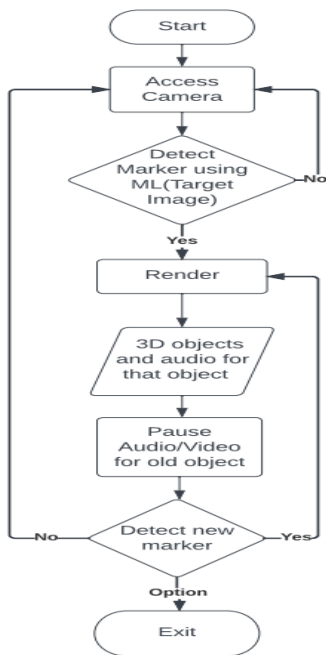 Start
Access
Camera
Detect
Marker using
ML(Target
Image)
No
Yes
Render
3D objects
and audio for
that object
Pause
Audio/Video
for old object
Detect new
marker
No
Yes
Option
Exit